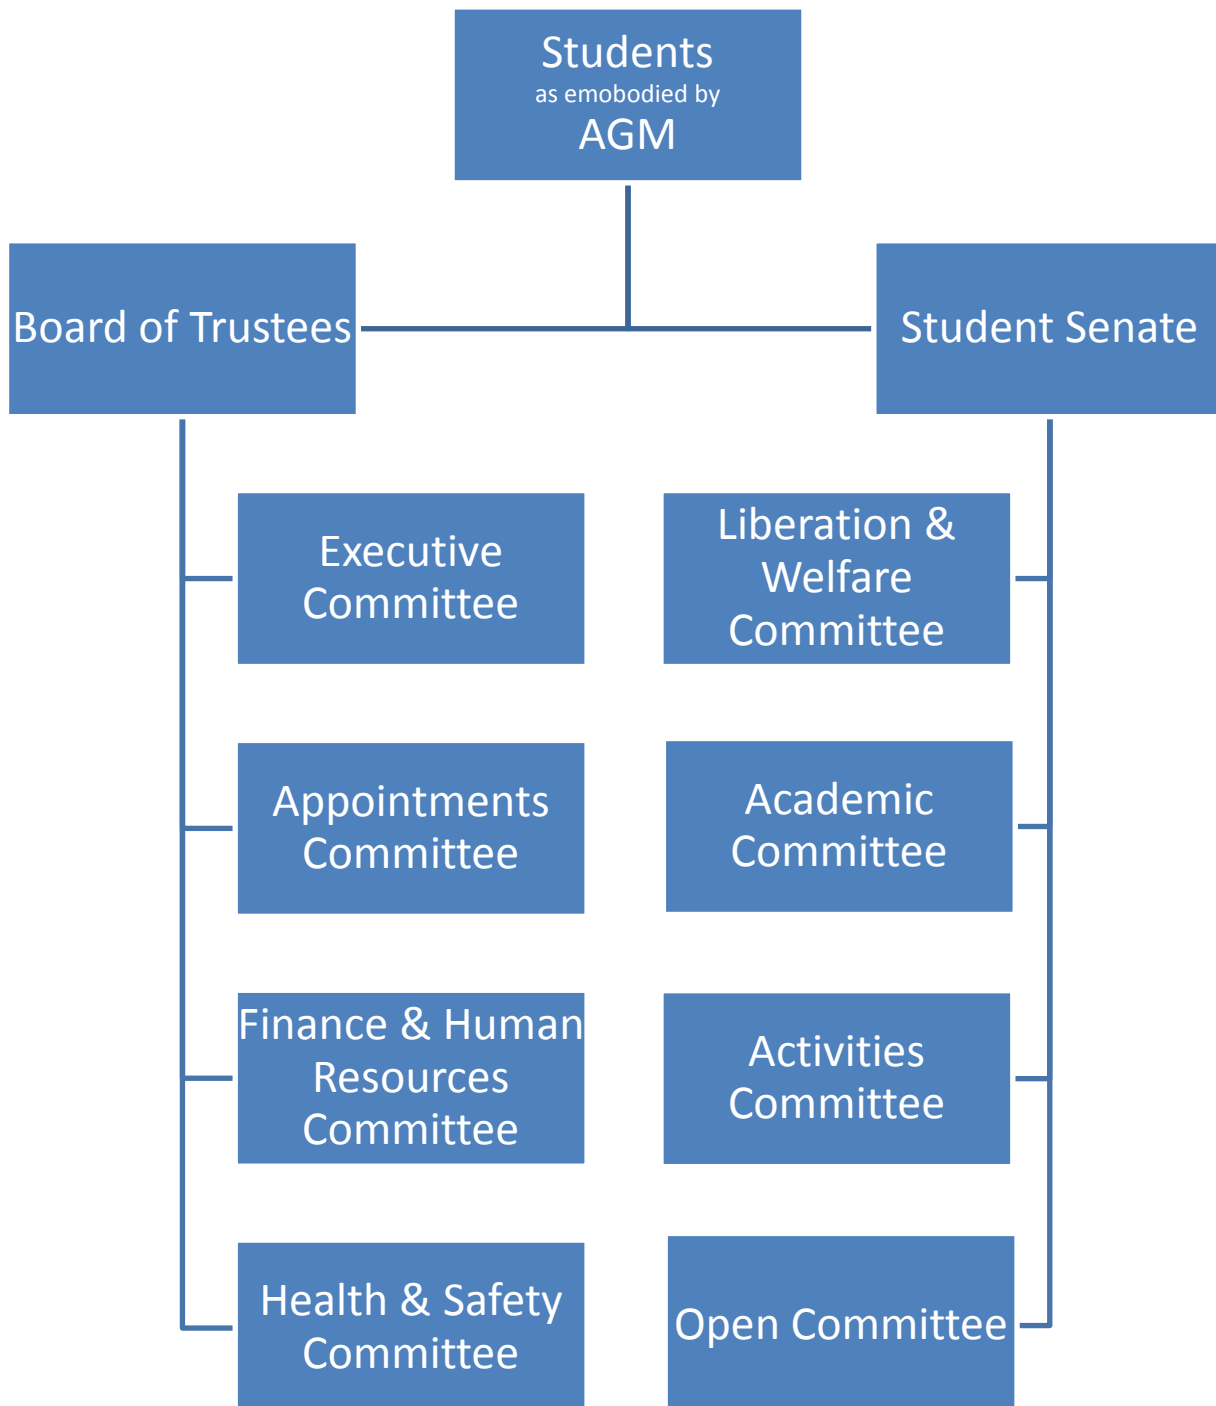 Students
as emobodied by
AGM
Board of Trustees
Student Senate
Executive
Committee
Liberation &
Welfare
Committee
Appointments
Committee
Academic
Committee
Finance & Human
Resources
Committee
Activities
Committee
Health & Safety
Committee
Open Committee